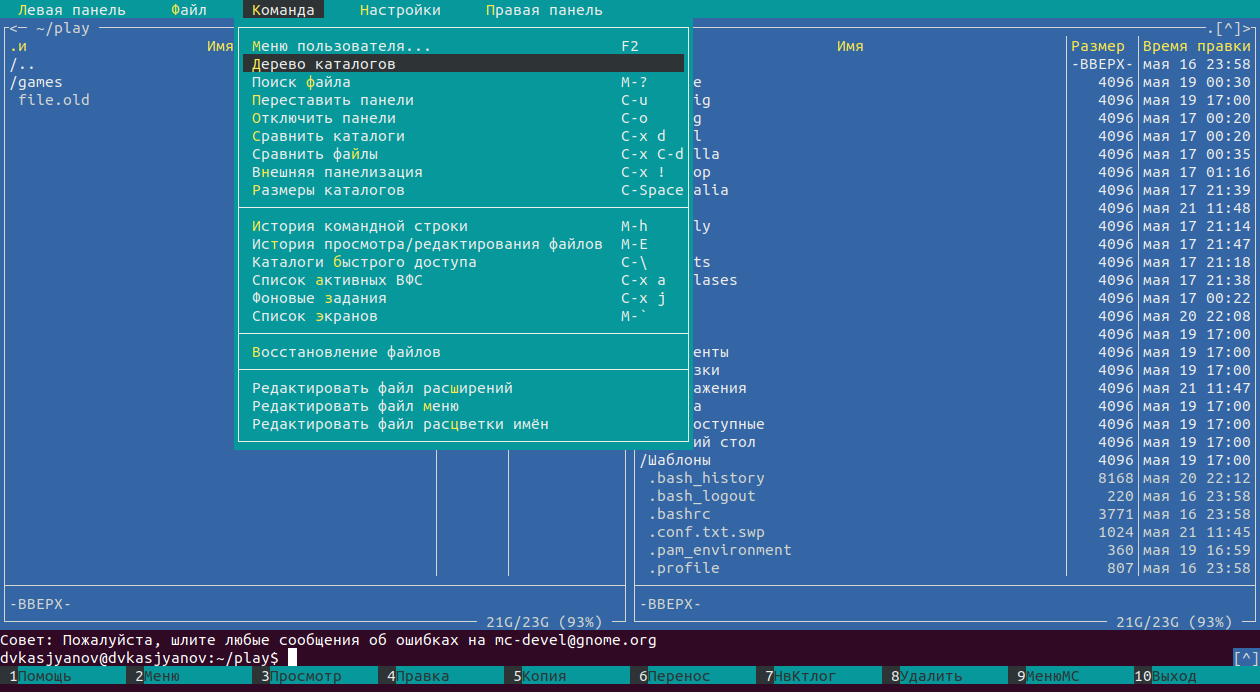 Левая панель Файл Команда Настройки Правая панель
<─ ~/play .[^]>
.и Имя Имя Размер Время правки
Меню пользователя... F2
/.. Дерево каталогов -ВВЕРХ- мая 16 23:58
/games Поиск файла M-? е 4096 мая 19 00:30
file.old Переставить панели C-u ig 4096 мая 19 17:00
Отключить панели C-o g 4096 мая 17 00:20
Сравнить каталоги C-x d l 4096 мая 17 00:20
Сравнить файлы C-x C-d lla 4096 мая 17 00:35
Внешняя панелизация C-x ! op 4096 мая 17 01:16
Размеры каталогов C-Space alia 4096 мая 17 21:39
4096 мая 21 11:48
История командной строки M-h ly 4096 мая 17 21:14
История просмотра/редактирования файлов M-E 4096 мая 17 21:47
Каталоги быстрого доступа C-\ ts 4096 мая 17 21:18
Список активных ВФС C-x a lases 4096 мая 17 21:38
Фоновые задания C-x j 4096 мая 17 00:22
Список экранов M-` 4096 мая 20 22:08
4096 мая 19 17:00
Восстановление файлов енты 4096 мая 19 17:00
зки 4096 мая 19 17:00
Редактировать файл расширений ажения 4096 мая 21 11:47
Редактировать файл меню а 4096 мая 19 17:00
Редактировать файл расцветки имён оступные 4096 мая 19 17:00
ий стол 4096 мая 19 17:00
/Шаблоны 4096 мая 19 17:00
.bash_history 8168 мая 20 22:12
.bash_logout 220 мая 16 23:58
.bashrc 3771 мая 16 23:58
.conf.txt.swp 1024 мая 21 11:45
.pam_environment 360 мая 19 16:59
.profile 807 мая 16 23:58
-ВВЕРХ- -ВВЕРХ-
21G/23G (93%) 21G/23G (93%)
Совет: Пожалуйста, шлите любые сообщения об ошибках на mc-devel@gnome.org
dvkasjyanov@dvkasjyanov:~/play$ [^]
1Помощь 2Меню 3Просмотр 4Правка 5Копия 6Перенос 7НвКтлог 8Удалить 9МенюMC 10Выход